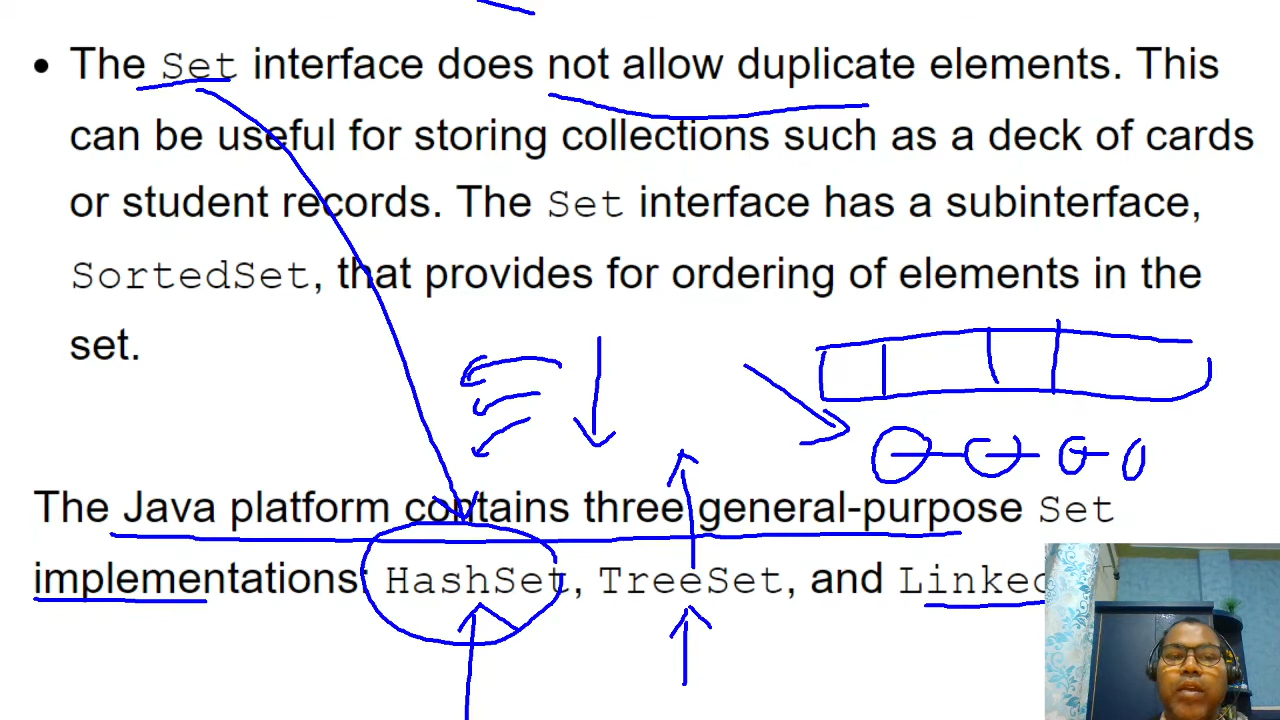 • The Set interface does not allow duplicate elements. This
can be useful for storing collections such as a deck of cards
or student records. The Set interface has a subinterface,
SortedSet, that provides for ordering of elements in the
set.
The Java platform contains three general-purpose Set
implementations: HashSet, TreeSet, and